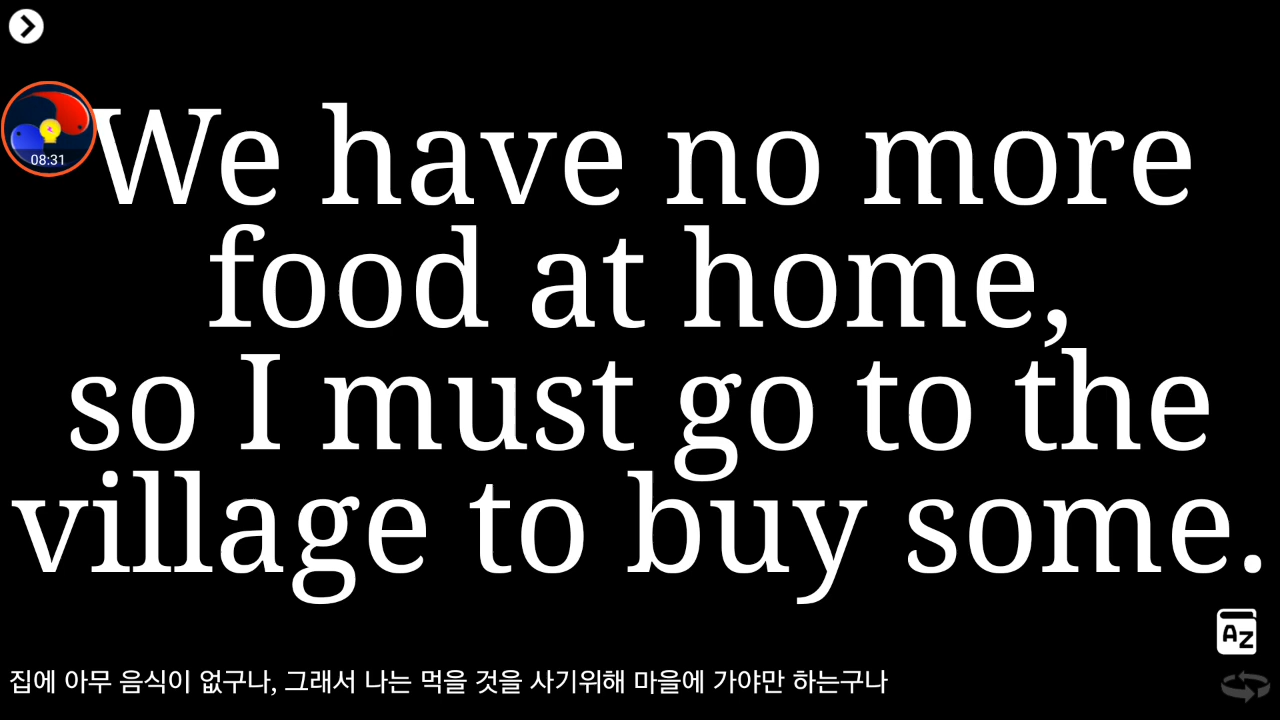 08:31
We have no more
food at home,
so I must go to the
village to buy some.
AZ
집에 아무 음식이 없구나, 그래서 나는 먹을 것을 사기위해 마을에 가야만 하는구나